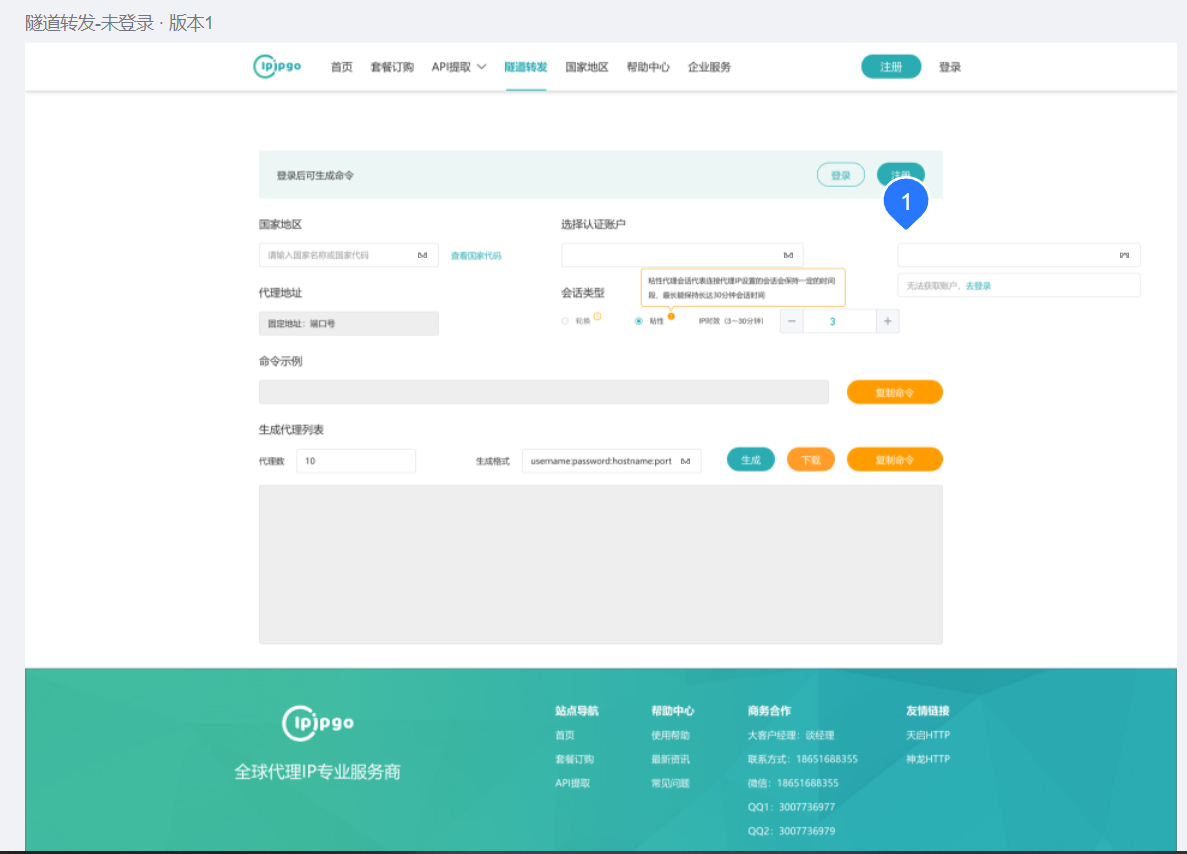 隧道转发-未登录 · 版本1
ipipgo 首页 套餐订购 API提取 隧道转发 国家地区 帮助中心 企业服务 注册 登录
登录后可生成命令 登录 注册
1
国家地区 选择认证账户
请输入国家名称或国家代码 查看国家代码
无法获取账户，去登录
代理地址 会话类型
粘性代理会话代表连接代理IP设置的会话会保持一定的时间
段，最长能保持长达30分钟会话时间
固定地址：端口号 轮换 粘性 IP时效（3~30分钟） － 3 +
命令示例
复制命令
生成代理列表
代理数 10 生成格式 username:password:hostname:port 生成 下载 复制命令
ipipgo
全球代理IP专业服务商
站点导航
首页
套餐订购
API提取
帮助中心
使用帮助
最新资讯
常见问题
商务合作
大客户经理：谈经理
联系方式：18651688355
微信：18651688355
QQ1：3007736977
QQ2：3007736979
友情链接
天启HTTP
神龙HTTP